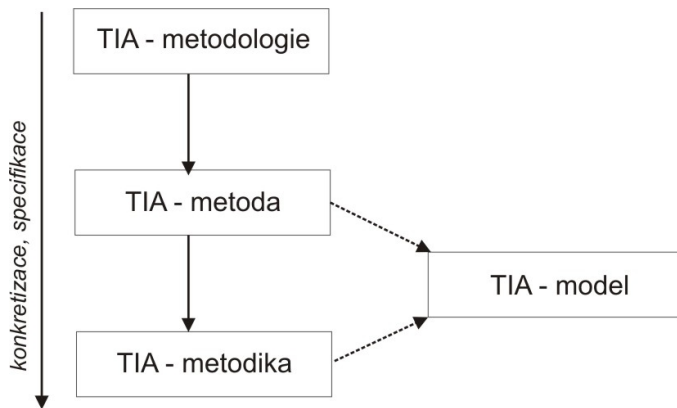 TIA - metodologie
konkretizace, specifikace
TIA - metoda
TIA - model
TIA - metodika